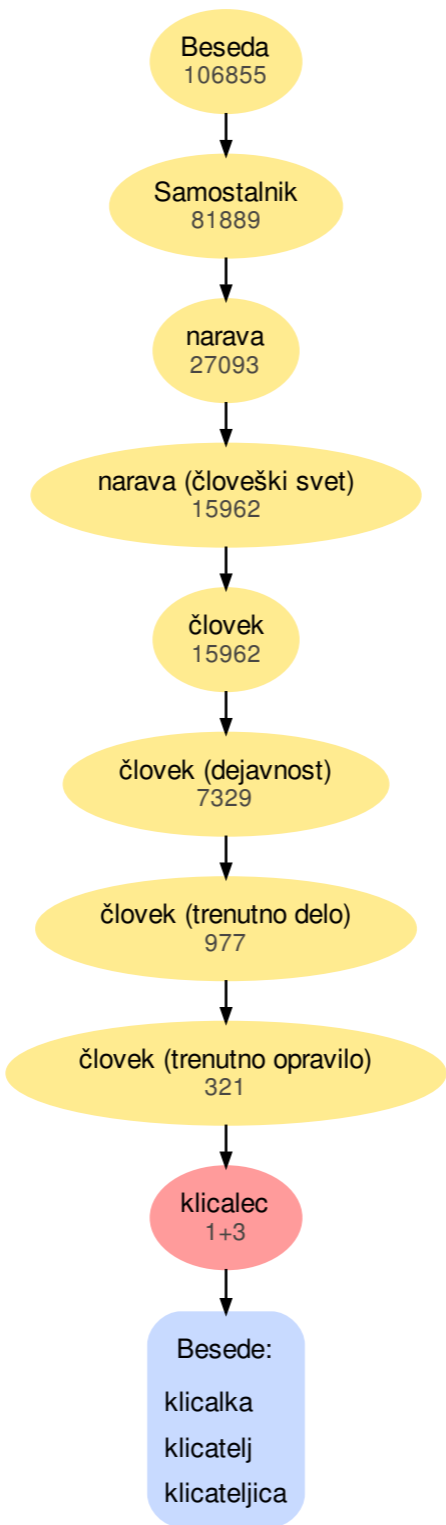 Beseda
106855
Samostalnik
81889
narava
27093
narava (človeški svet)
15962
človek
15962
človek (dejavnost)
7329
človek (trenutno delo)
977
človek (trenutno opravilo)
321
klicalec
1+3
Besede:
klicalka
klicatelj
klicateljica